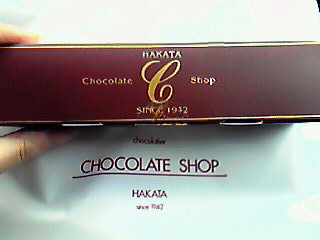 HAKATA
Chocolate C Shop
SINCE 1942
chocolatier
CHOCOLATE SHOP
HAKATA
since 1942